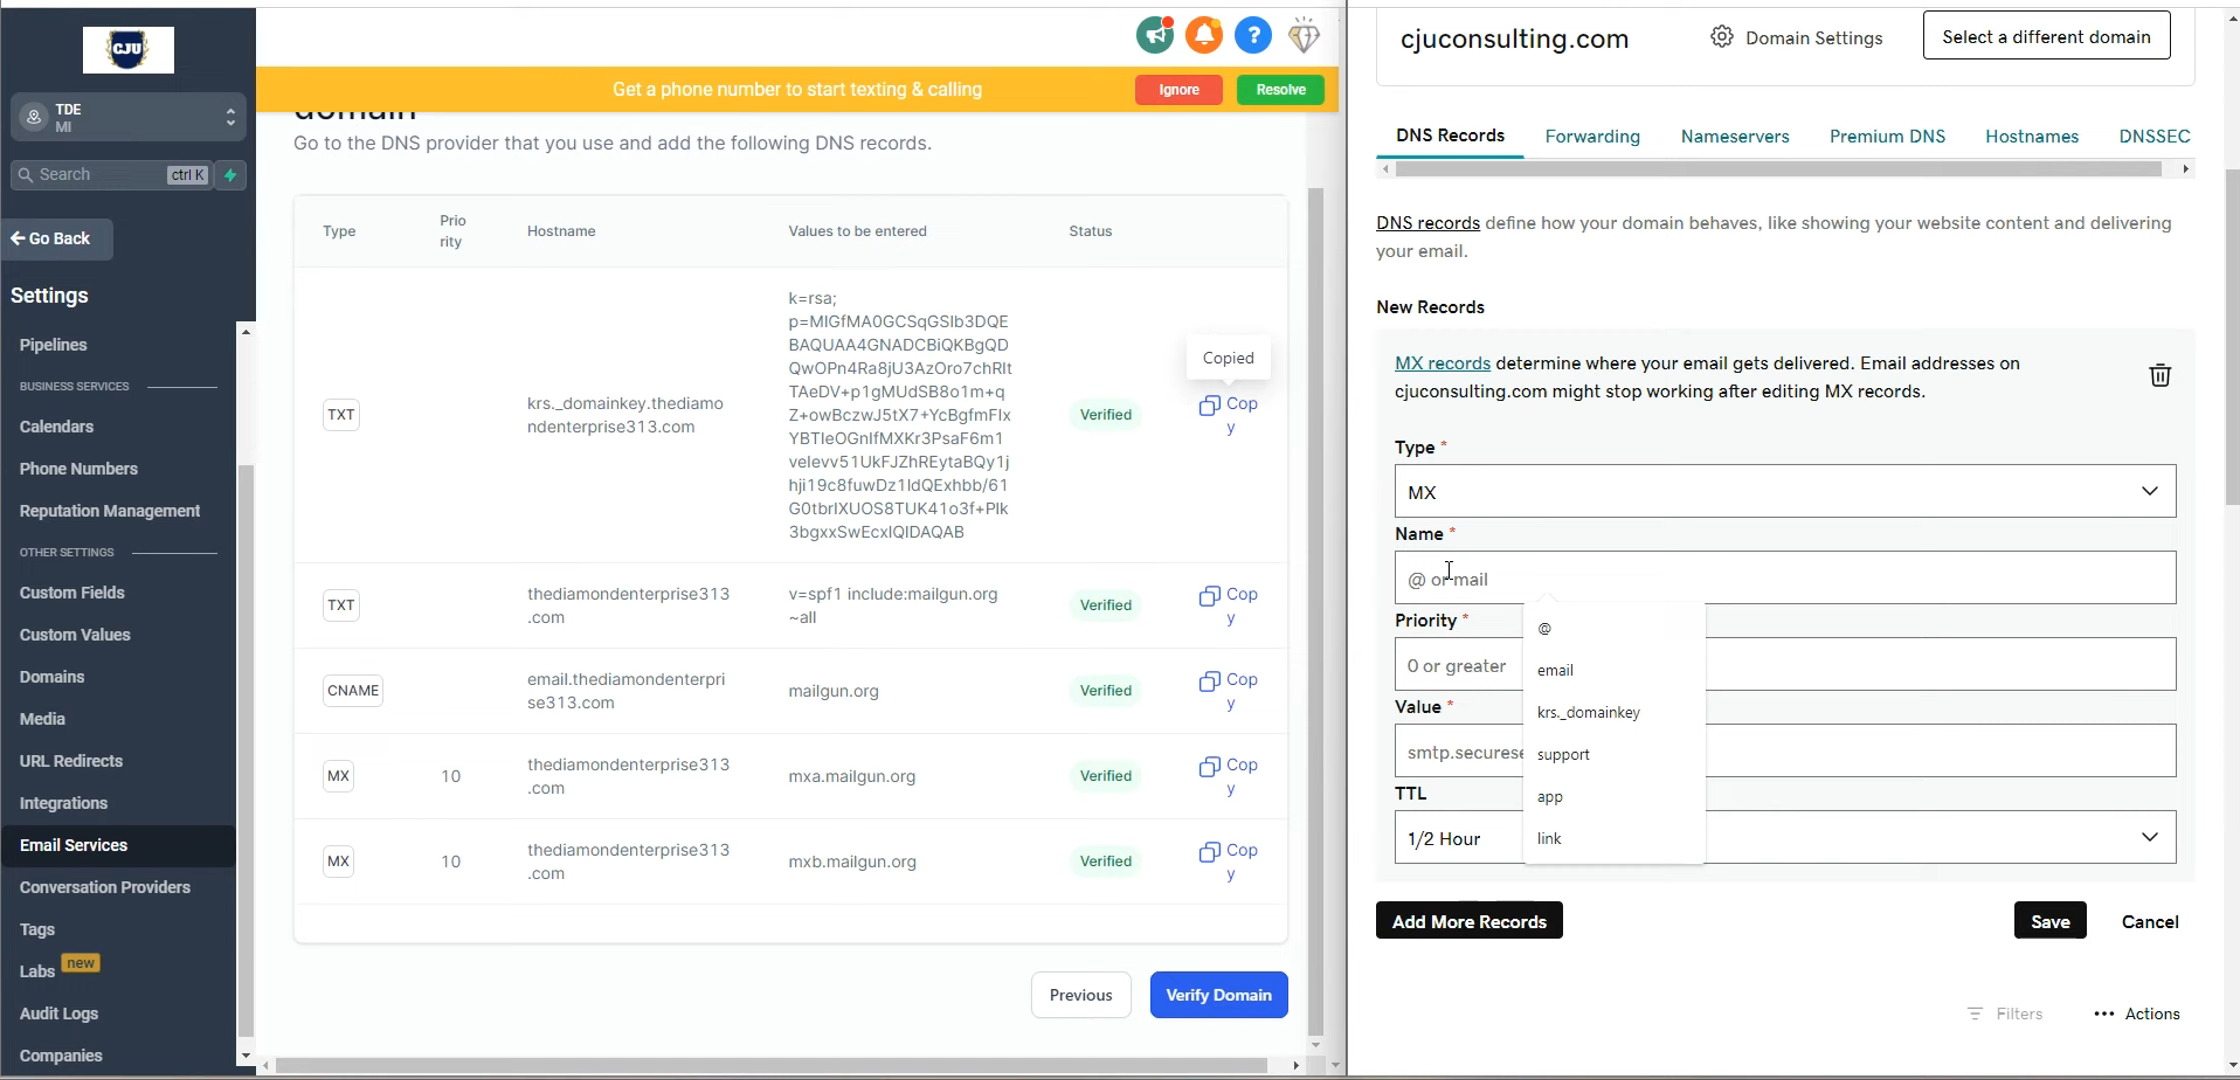 CJU
TDE
MI
Search
ctrl K
Go Back
Settings
Pipelines
BUSINESS SERVICES
Calendars
Phone Numbers
Reputation Management
OTHER SETTINGS
Custom Fields
Custom Values
Domains
Media
URL Redirects
Integrations
Email Services
Conversation Providers
Tags
Labs new
Audit Logs
Companies
?
Get a phone number to start texting & calling
Ignore
Resolve
domain
Go to the DNS provider that you use and add the following DNS records.
Type
Prio
rity
Hostname
Values to be entered
Status
TXT
krs._domainkey.thediamo
ndenterprise313.com
k=rsa;
p=MIGfMA0GCSqGSIb3DQE
BAQUAA4GNADCBiQKBgQD
QwOPn4Ra8jU3AzOro7chRIt
TAeDV+p1gMUdSB8o1m+q
Z+owBczwJ5tX7+YcBgfmFIx
YBTIeOGnIfMXKr3PsaF6m1
velevv51UkFJZhREytaBQy1j
hji19c8fuwDz1IdQExhbb/61
G0tbrIXUOS8TUK41o3f+PIk
3bgxxSwEcxIQIDAQAB
Verified
Copied
Cop
y
TXT
thediamondenterprise313
.com
v=spf1 include:mailgun.org
~all
Verified
Cop
y
CNAME
email.thediamondenterpri
se313.com
mailgun.org
Verified
Cop
y
MX
10
thediamondenterprise313
.com
mxa.mailgun.org
Verified
Cop
y
MX
10
thediamondenterprise313
.com
mxb.mailgun.org
Verified
Cop
y
Previous
Verify Domain
cjuconsulting.com
Domain Settings
Select a different domain
DNS Records
Forwarding
Nameservers
Premium DNS
Hostnames
DNSSEC
DNS records define how your domain behaves, like showing your website content and delivering
your email.
New Records
MX records determine where your email gets delivered. Email addresses on
cjuconsulting.com might stop working after editing MX records.
Type *
MX
Name *
@ or mail
@
email
krs._domainkey
support
app
link
Priority *
0 or greater
Value *
smtp.securese
TTL
1/2 Hour
Add More Records
Save
Cancel
Filters
Actions